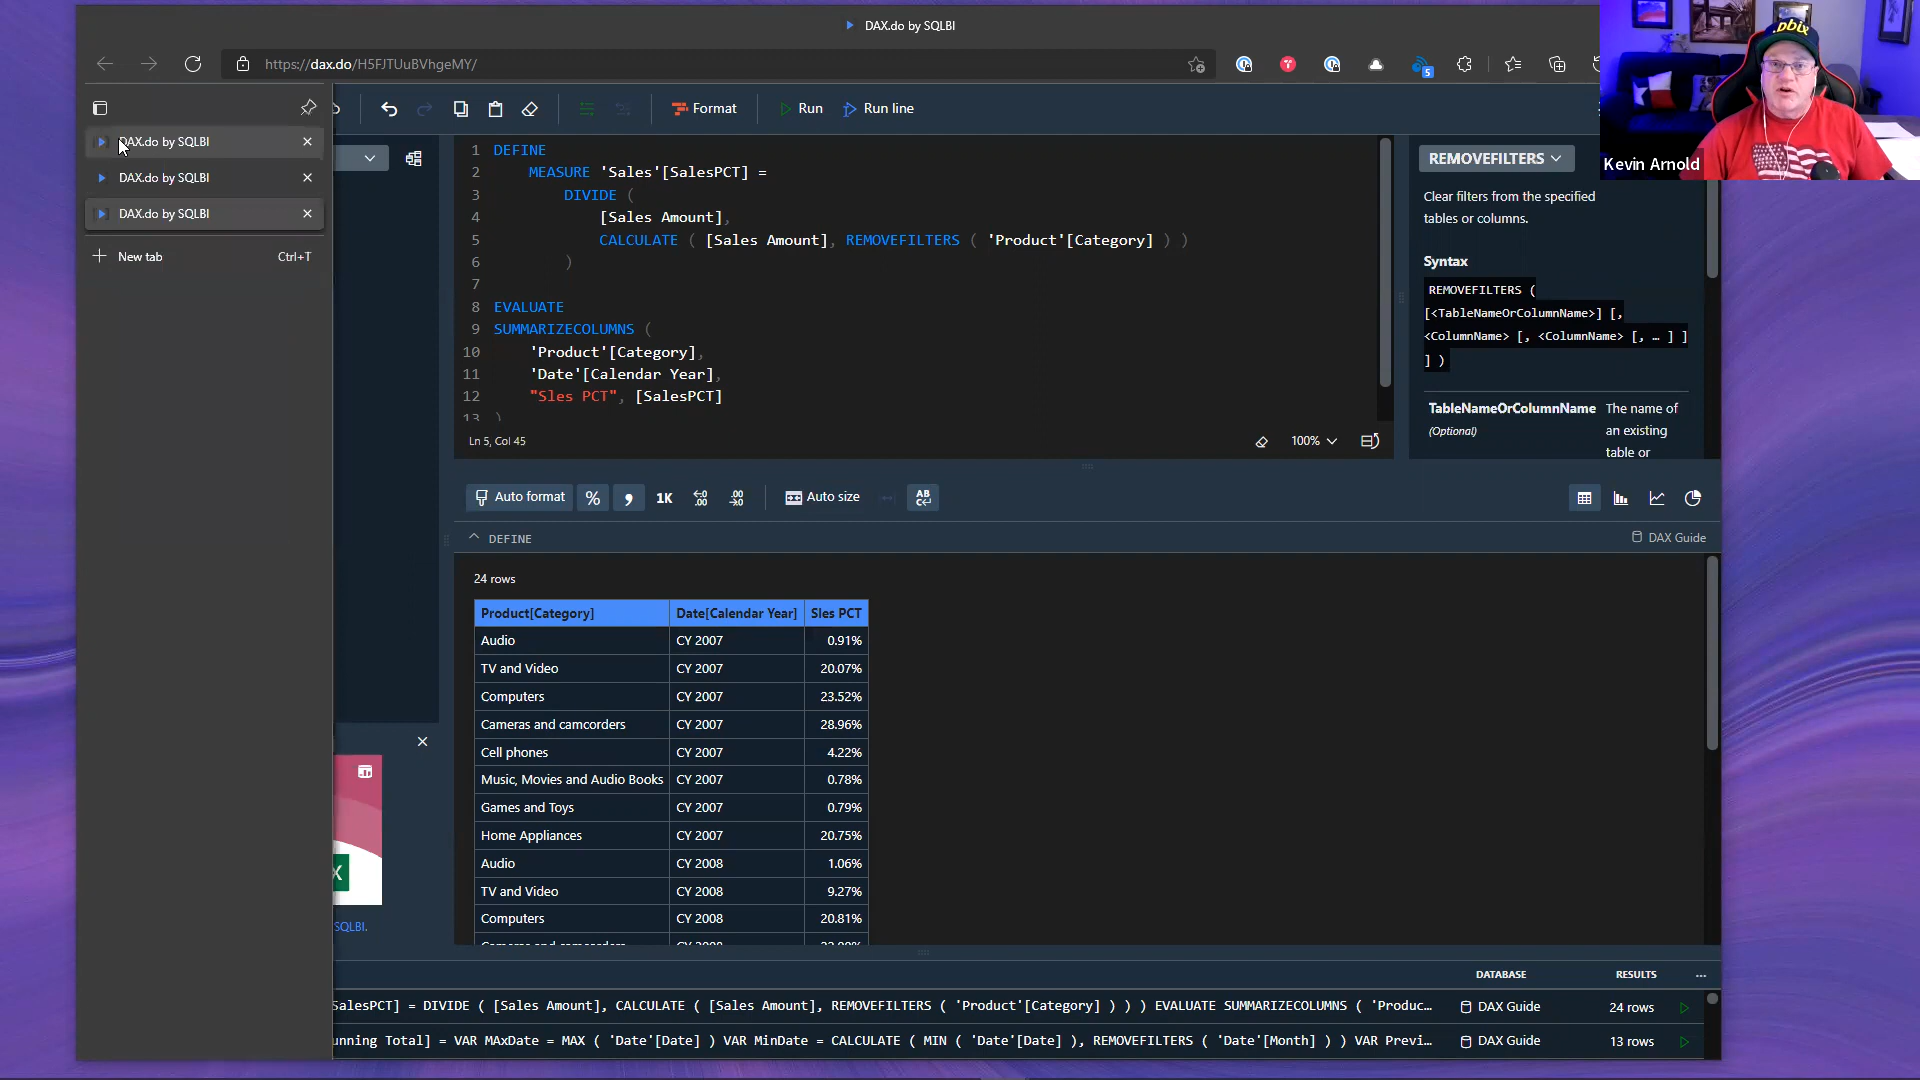 DAX.do by SQLBI
https://dax.do/H5FJTUuBVhgeMY/
5
.pbix
Kevin Arnold
Format
Run
Run line
DAX.do by SQLBI
DAX.do by SQLBI
DAX.do by SQLBI
New tab
Ctrl+T
1 DEFINE
2 MEASURE 'Sales'[SalesPCT] =
3 DIVIDE (
4 [Sales Amount],
5 CALCULATE ( [Sales Amount], REMOVEFILTERS ( 'Product'[Category] ) )
6 )
7
8 EVALUATE
9 SUMMARIZECOLUMNS (
10 'Product'[Category],
11 'Date'[Calendar Year],
12 "Sles PCT", [SalesPCT]
13 )
Ln 5, Col 45
100%
REMOVEFILTERS
Clear filters from the specified
tables or columns.
Syntax
REMOVEFILTERS (
[<TableNameOrColumnName>] [,
<ColumnName> [, <ColumnName> [, … ] ]
] )
TableNameOrColumnName The name of
(Optional) an existing
table or
Auto format % , 1K .00 .00 Auto size AB
DEFINE
DAX Guide
24 rows
Product[Category] Date[Calendar Year] Sles PCT
Audio CY 2007 0.91%
TV and Video CY 2007 20.07%
Computers CY 2007 23.52%
Cameras and camcorders CY 2007 28.96%
Cell phones CY 2007 4.22%
Music, Movies and Audio Books CY 2007 0.78%
Games and Toys CY 2007 0.79%
Home Appliances CY 2007 20.75%
Audio CY 2008 1.06%
TV and Video CY 2008 9.27%
Computers CY 2008 20.81%
X
SQLBI.
DATABASE RESULTS ...
SalesPCT] = DIVIDE ( [Sales Amount], CALCULATE ( [Sales Amount], REMOVEFILTERS ( 'Product'[Category] ) ) ) EVALUATE SUMMARIZECOLUMNS ( 'Produc… DAX Guide 24 rows
unning Total] = VAR MAxDate = MAX ( 'Date'[Date] ) VAR MinDate = CALCULATE ( MIN ( 'Date'[Date] ), REMOVEFILTERS ( 'Date'[Month] ) ) VAR Previ… DAX Guide 13 rows